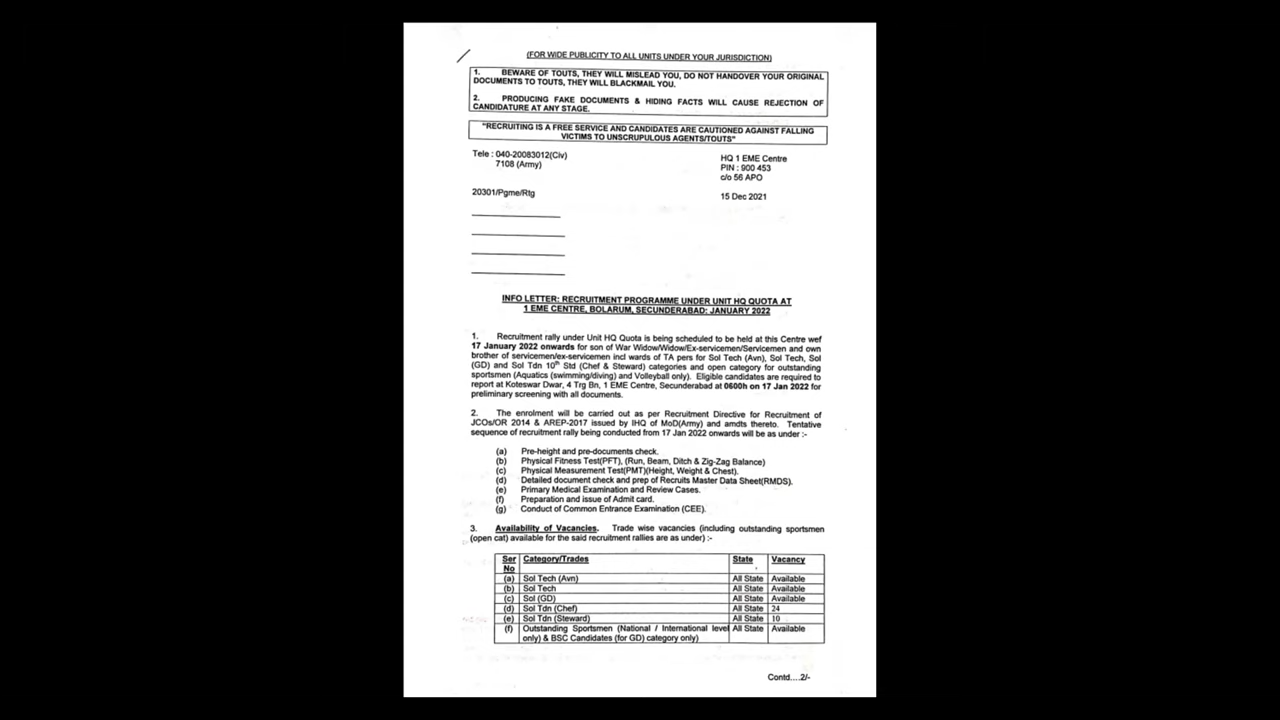 (FOR WIDE PUBLICITY TO ALL UNITS UNDER YOUR JURISDICTION)
1. BEWARE OF TOUTS, THEY WILL MISLEAD YOU, DO NOT HANDOVER YOUR ORIGINAL
DOCUMENTS TO TOUTS, THEY WILL BLACKMAIL YOU.
2. PRODUCING FAKE DOCUMENTS & HIDING FACTS WILL CAUSE REJECTION OF
CANDIDATURE AT ANY STAGE.
"RECRUITING IS A FREE SERVICE AND CANDIDATES ARE CAUTIONED AGAINST FALLING
VICTIMS TO UNSCRUPULOUS AGENTS/TOUTS"
Tele : 040-20083012(Civ)
7108 (Army)
HQ 1 EME Centre
PIN : 900 453
c/o 56 APO
20301/Pgme/Rtg
15 Dec 2021
INFO LETTER: RECRUITMENT PROGRAMME UNDER UNIT HQ QUOTA AT
1 EME CENTRE, BOLARUM, SECUNDERABAD: JANUARY 2022
1. Recruitment rally under Unit HQ Quota is being scheduled to be held at this Centre wef
17 January 2022 onwards for son of War Widow/Widow/Ex-servicemen/Servicemen and own
brother of servicemen/ex-servicemen incl wards of TA pers for Sol Tech (Avn), Sol Tech, Sol
(GD) and Sol Tdn 10th Std (Chef & Steward) categories and open category for outstanding
sportsmen (Aquatics (swimming/diving) and Volleyball only). Eligible candidates are required to
report at Koteswar Dwar, 4 Trg Bn, 1 EME Centre, Secunderabad at 0600h on 17 Jan 2022 for
preliminary screening with all documents.
2. The enrolment will be carried out as per Recruitment Directive for Recruitment of
JCOs/OR 2014 & AREP-2017 issued by IHQ of MoD(Army) and amdts thereto. Tentative
sequence of recruitment rally being conducted from 17 Jan 2022 onwards will be as under :-
(a) Pre-height and pre-documents check.
(b) Physical Fitness Test(PFT), (Run, Beam, Ditch & Zig-Zag Balance)
(c) Physical Measurement Test(PMT)(Height, Weight & Chest).
(d) Detailed document check and prep of Recruits Master Data Sheet(RMDS).
(e) Primary Medical Examination and Review Cases.
(f) Preparation and issue of Admit card.
(g) Conduct of Common Entrance Examination (CEE).
3. Availability of Vacancies. Trade wise vacancies (including outstanding sportsmen
(open cat) available for the said recruitment rallies are as under) :-
Ser No Category/Trades State Vacancy
(a) Sol Tech (Avn) All State Available
(b) Sol Tech All State Available
(c) Sol (GD) All State Available
(d) Sol Tdn (Chef) All State 24
(e) Sol Tdn (Steward) All State 10
(f) Outstanding Sportsmen (National / International level All State Available
only) & BSC Candidates (for GD) category only)
Contd....2/-